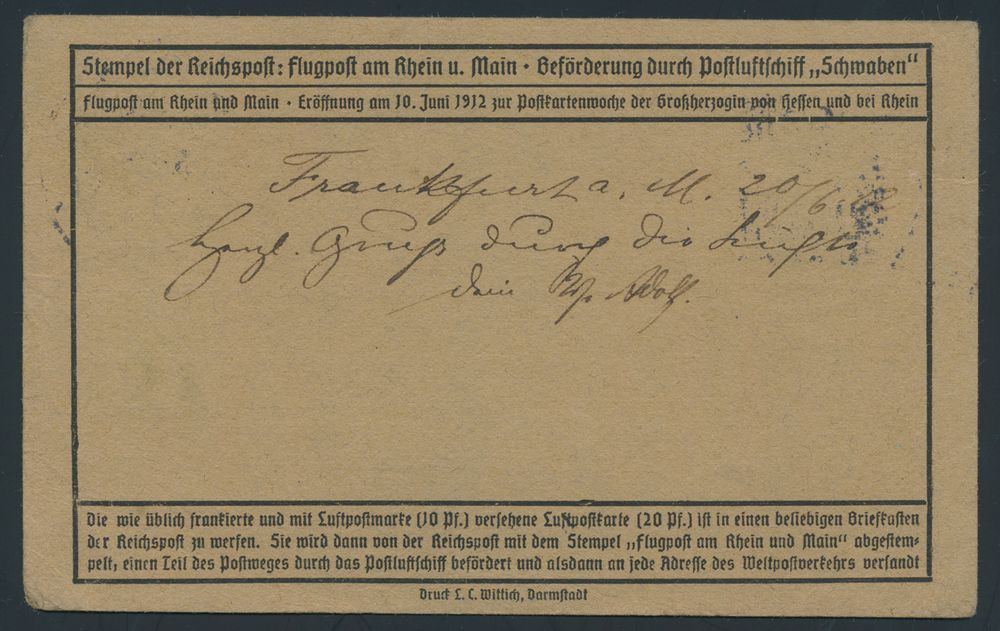 Stempel der Reichspost: Flugpost am Rhein u. Main · Beförderung durch Postluftschiff „Schwaben“
Flugpost am Rhein und Main · Eröffnung am 10. Juni 1912 zur Postkartenwoche der Großherzogin von Hessen und bei Rhein
Frankfurt a. M. 20/6
Herzl. Gruß durch die Lüfte
Dein Adolf.
Die wie üblich frankierte und mit Luftpostmarke (10 Pf.) versehene Luftpostkarte (20 Pf.) ist in einen beliebigen Briefkasten
der Reichspost zu werfen. Sie wird dann von der Reichspost mit dem Stempel „Flugpost am Rhein und Main“ abgestem-
pelt, einen Teil des Postweges durch das Postluftschiff befördert und alsdann an jede Adresse des Weltpostverkehrs versandt
Druck L. C. Wittich, Darmstadt